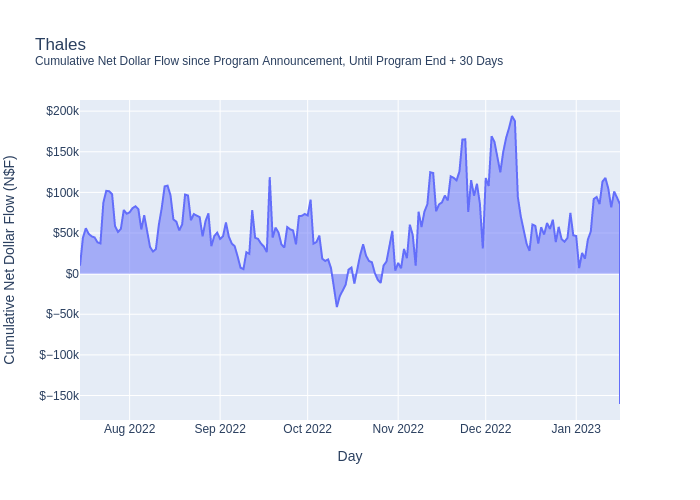 Thales
Cumulative Net Dollar Flow since Program Announcement, Until Program End + 30 Days
Cumulative Net Dollar Flow (N$F)
$200k
$150k
$100k
$50k
$0
$−50k
$−100k
$−150k
Aug 2022
Sep 2022
Oct 2022
Nov 2022
Dec 2022
Jan 2023
Day